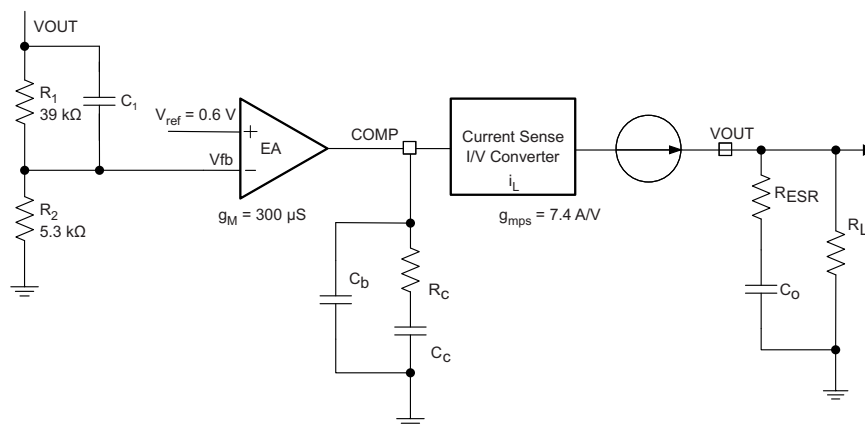 VOUT
R1
39 kΩ
C1
Vref = 0.6 V
Vfb
EA
gM = 300 µS
R2
5.3 kΩ
COMP
Current Sense
I/V Converter
iL
gmps = 7.4 A/V
VOUT
RESR
RL
Co
Cb
Rc
Cc